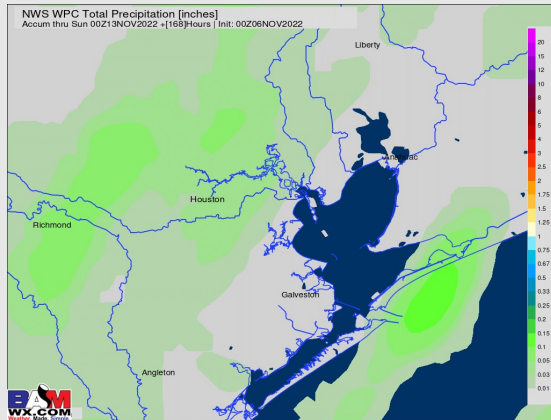 NWS WPC Total Precipitation [inches]
Accum thru Sun 00Z13NOV2022 +[168]Hours | Init: 00Z06NOV2022
Liberty
Anahuac
Houston
Richmond
Galveston
Angleton
20
15
12
10
8
6
5
4
3
2.5
2
1.75
1.5
1.25
1
0.75
0.67
0.5
0.33
0.25
0.2
0.15
0.1
0.05
0.03
0.01
BAM
WX.COM
Weather. Made. Simple.